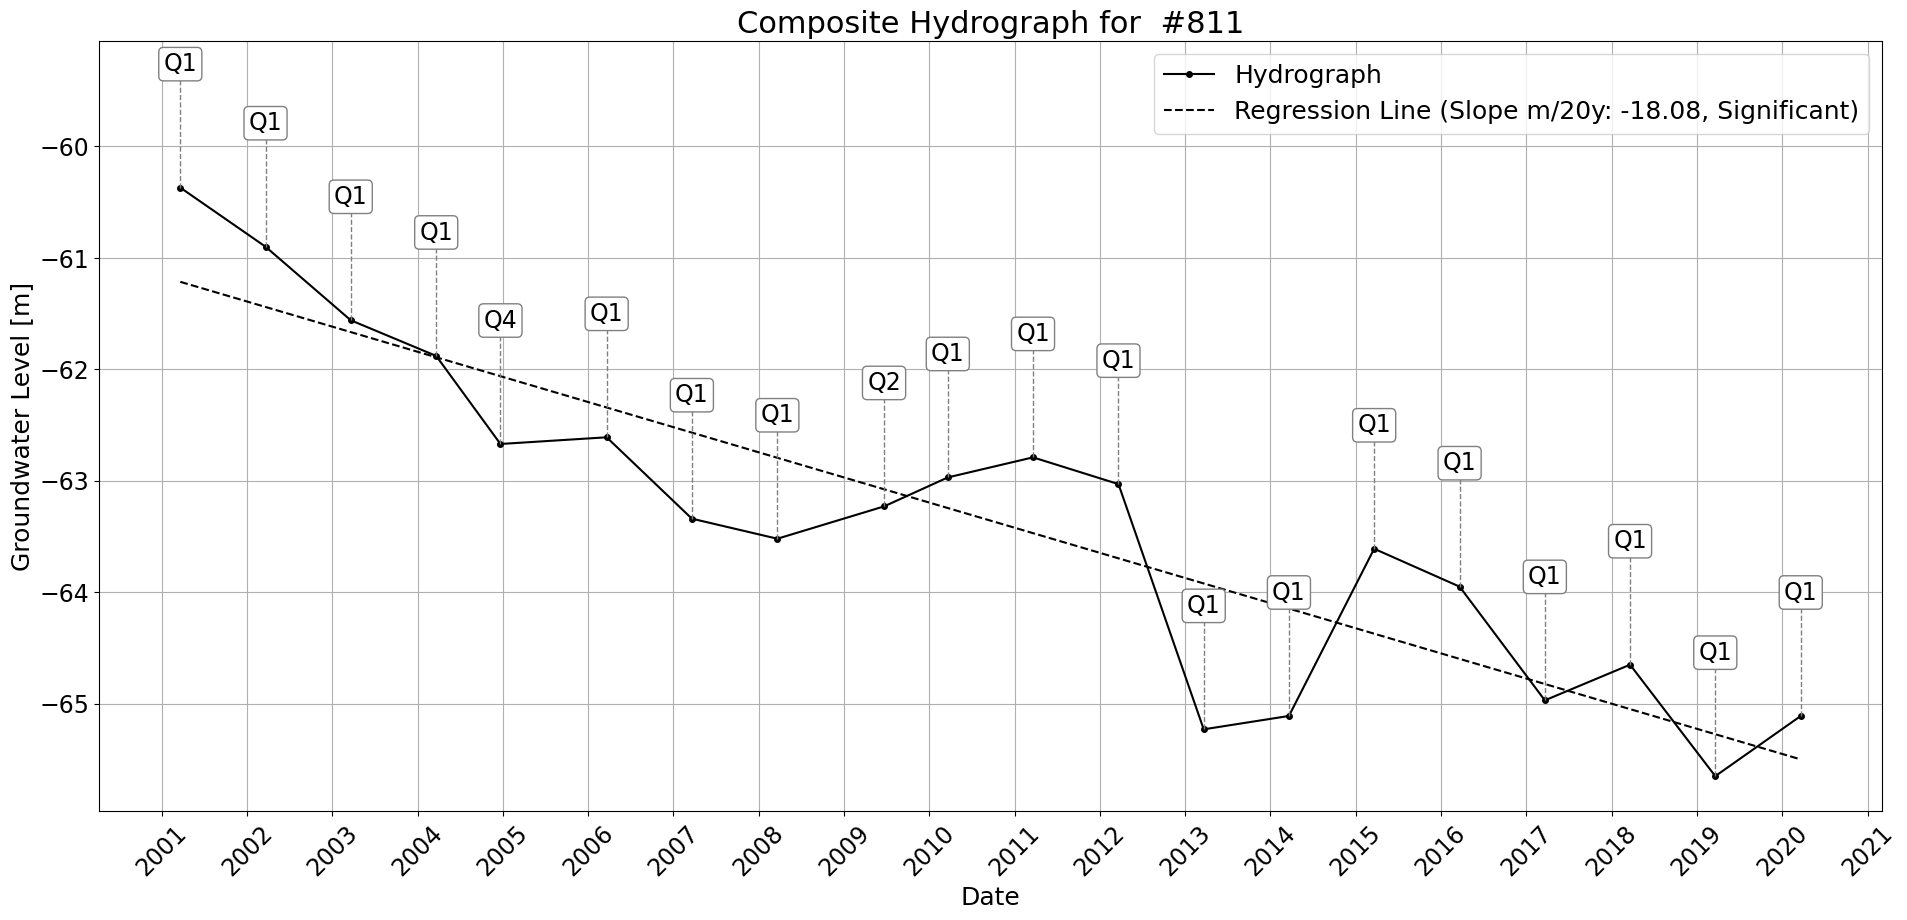 Composite Hydrograph for  #811
Hydrograph
Regression Line (Slope m/20y: -18.08, Significant)
Groundwater Level [m]
−60
−61
−62
−63
−64
−65
Q1
Q1
Q1
Q1
Q4
Q1
Q1
Q1
Q2
Q1
Q1
Q1
Q1
Q1
Q1
Q1
Q1
Q1
Q1
Q1
2001
2002
2003
2004
2005
2006
2007
2008
2009
2010
2011
2012
2013
2014
2015
2016
2017
2018
2019
2020
2021
Date